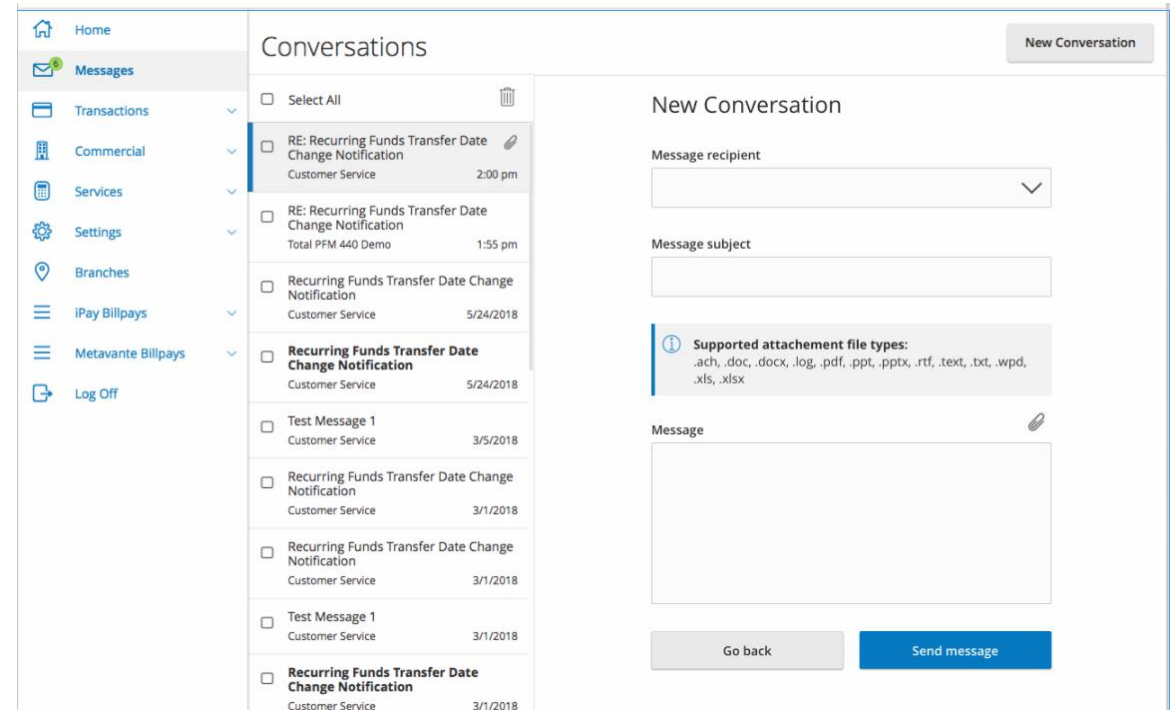 Home
6
Messages
Transactions
Commercial
Services
Settings
Branches
iPay Billpays
Metavante Billpays
Log Off
Conversations
New Conversation
Select All
RE: Recurring Funds Transfer Date
Change Notification
Customer Service 2:00 pm
RE: Recurring Funds Transfer Date
Change Notification
Total PFM 440 Demo 1:55 pm
Recurring Funds Transfer Date Change
Notification
Customer Service 5/24/2018
Recurring Funds Transfer Date
Change Notification
Customer Service 5/24/2018
Test Message 1
Customer Service 3/5/2018
Recurring Funds Transfer Date Change
Notification
Customer Service 3/1/2018
Recurring Funds Transfer Date Change
Notification
Customer Service 3/1/2018
Test Message 1
Customer Service 3/1/2018
Recurring Funds Transfer Date
Change Notification
Customer Service 3/1/2018
New Conversation
Message recipient
Message subject
Supported attachement file types:
.ach, .doc, .docx, .log, .pdf, .ppt, .pptx, .rtf, .text, .txt, .wpd,
.xls, .xlsx
Message
Go back
Send message